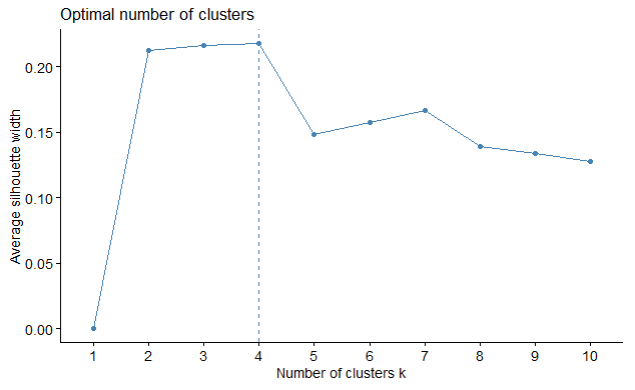 Optimal number of clusters
Average silhouette width
0.20
0.15
0.10
0.05
0.00
1 2 3 4 5 6 7 8 9 10
Number of clusters k